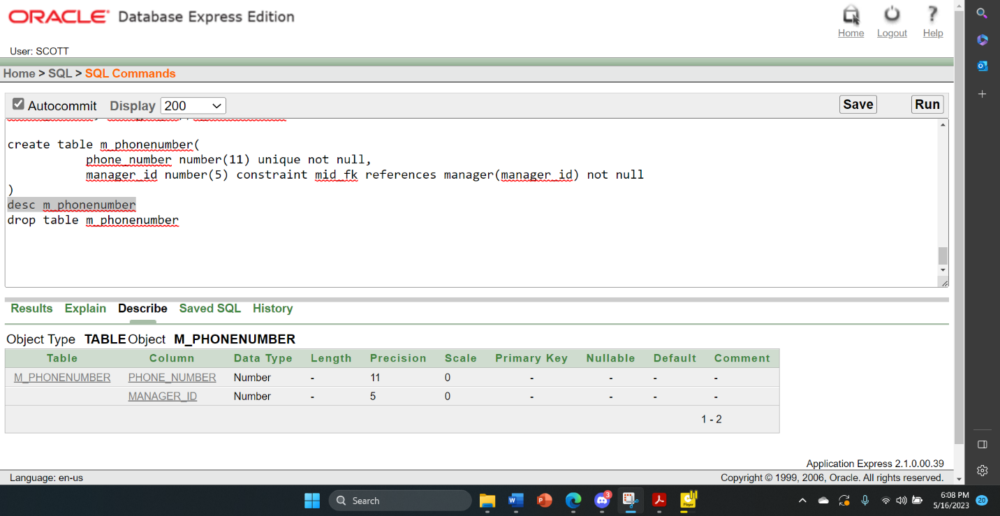 ORACLE Database Express Edition
Home Logout Help
User: SCOTT
Home > SQL > SQL Commands
Autocommit Display 200 Save Run
create table m_phonenumber(
phone_number number(11) unique not null,
manager_id number(5) constraint mid_fk references manager(manager_id) not null
)
desc m_phonenumber
drop table m_phonenumber
Results Explain Describe Saved SQL History
Object Type TABLE Object M_PHONENUMBER
Table Column Data Type Length Precision Scale Primary Key Nullable Default Comment
M_PHONENUMBER PHONE_NUMBER Number - 11 0 - - - -
MANAGER_ID Number - 5 0 - - - -
1 - 2
Application Express 2.1.0.00.39
Language: en-us Copyright © 1999, 2006, Oracle. All rights reserved.
Search 3 6:08 PM
5/16/2023 20